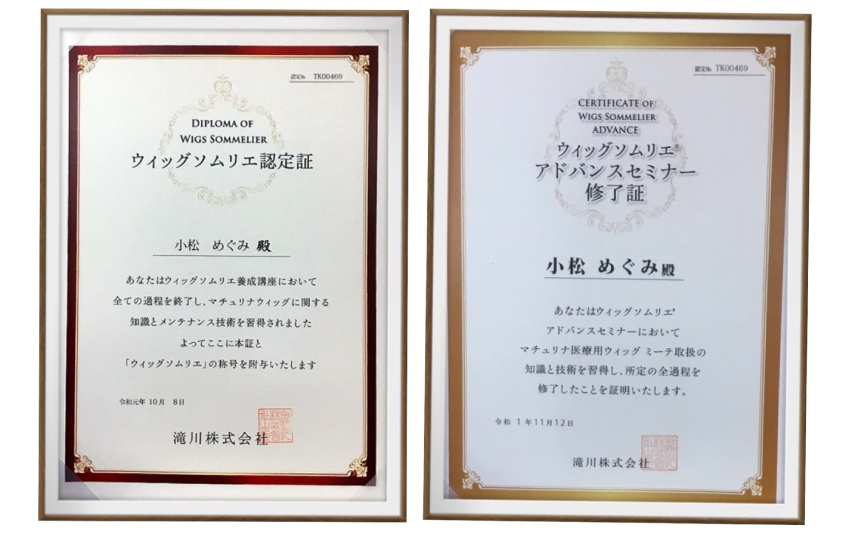 認定№ TK00469
DIPLOMA OF
WIGS SOMMELIER
ウィッグソムリエ認定証
小松 めぐみ 殿
あなたはウィッグソムリエ養成講座において
全ての過程を終了し、マチュリナウィッグに関する
知識とメンテナンス技術を習得されました
よってここに本証と
「ウィッグソムリエ」の称号を附与いたします
令和元年 10月 8日
滝川株式会社
認定№ TK00469
CERTIFICATE OF
WIGS SOMMELIER
ADVANCE
ウィッグソムリエ®
アドバンスセミナー
修了証
小松 めぐみ 殿
あなたはウィッグソムリエ®
アドバンスセミナーにおいて
マチュリナ医療用ウィッグ ミーテ取扱の
知識と技術を習得し、所定の全過程を
修了したことを証明いたします。
令和 1年11月12日
滝川株式会社